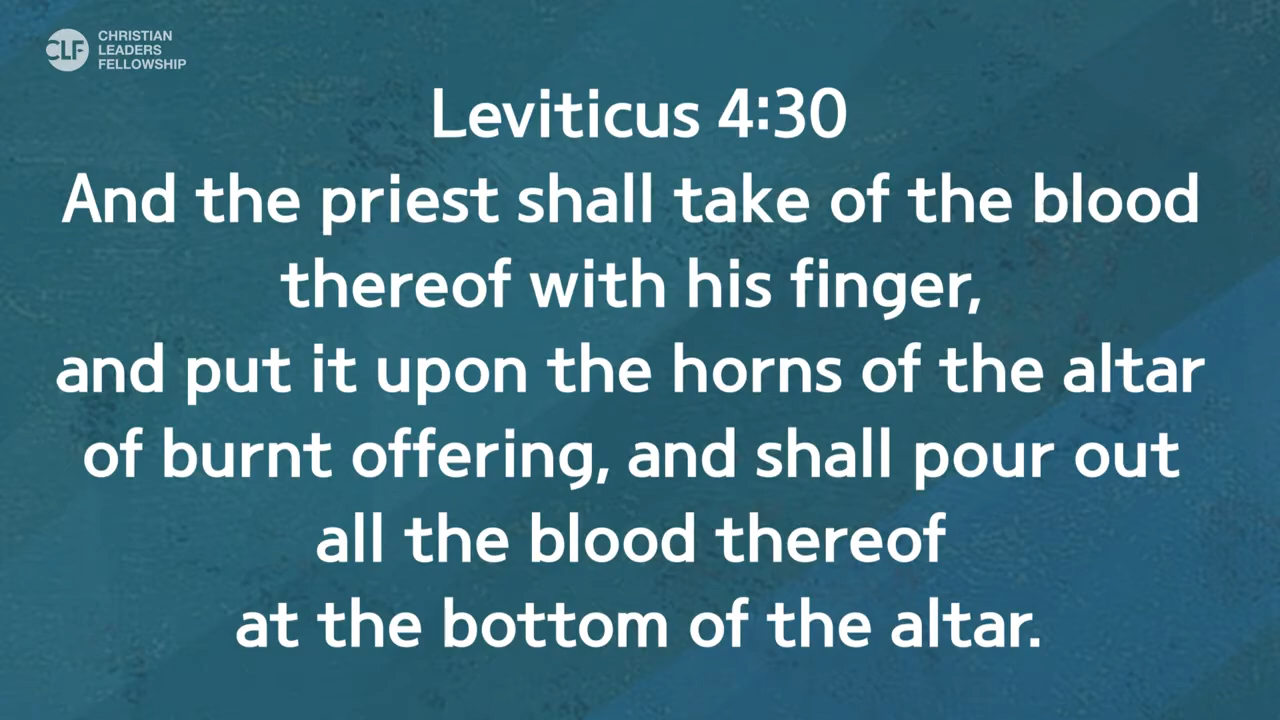 CLF
CHRISTIAN
LEADERS
FELLOWSHIP
Leviticus 4:30
And the priest shall take of the blood
thereof with his finger,
and put it upon the horns of the altar
of burnt offering, and shall pour out
all the blood thereof
at the bottom of the altar.